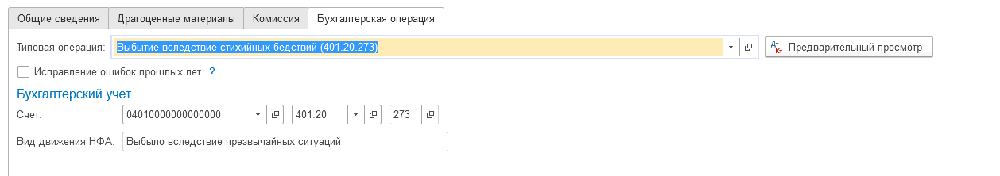 Общие сведения Драгоценные материалы Комиссия Бухгалтерская операция
Типовая операция: Выбытие вследствие стихийных бедствий (401.20.273) Дт Кт Предварительный просмотр
Исправление ошибок прошлых лет ?
Бухгалтерский учет
Счет: 04010000000000000 401.20 273
Вид движения НФА: Выбыло вследствие чрезвычайных ситуаций